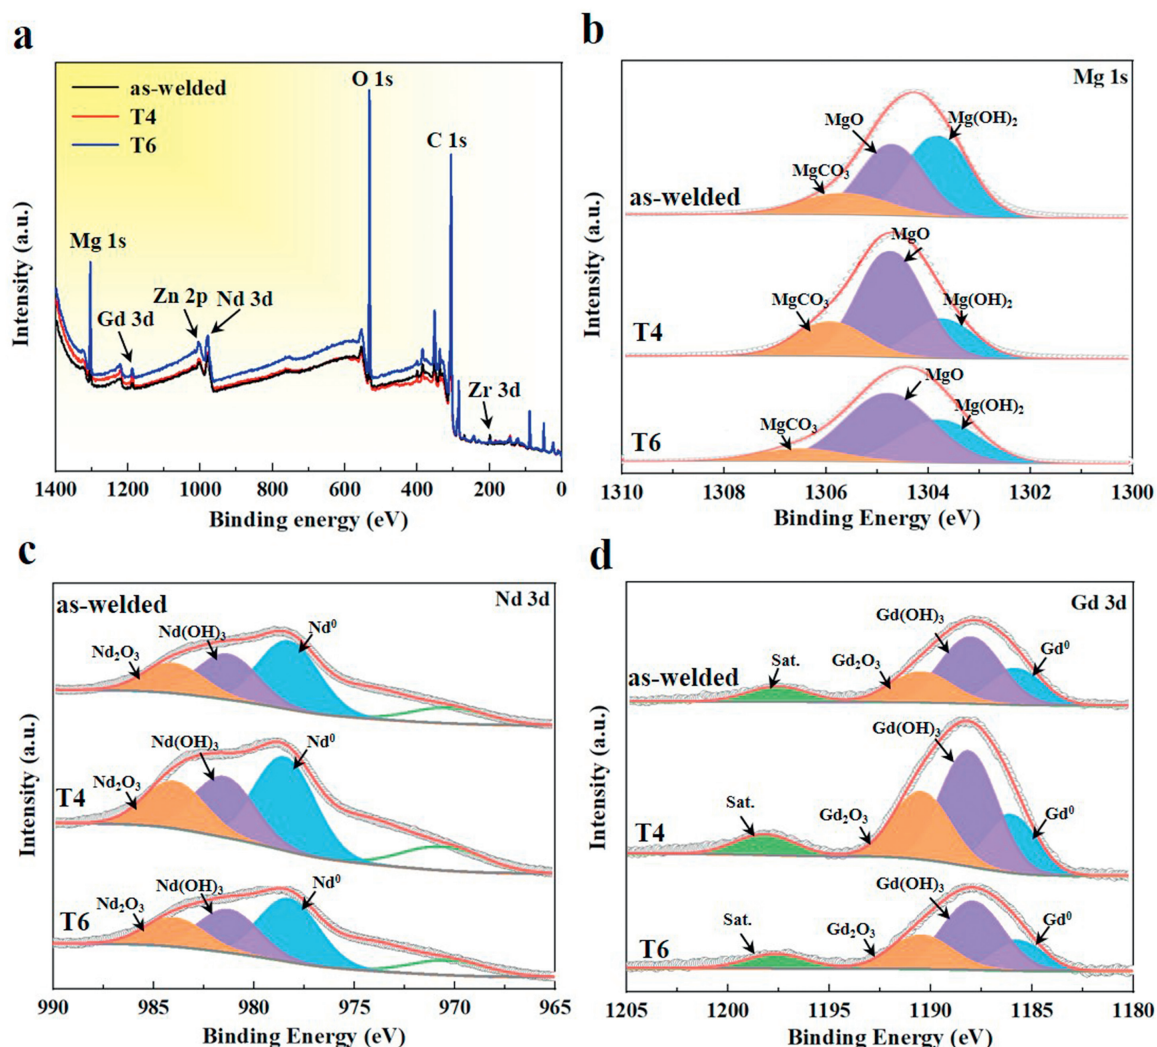 a
as-welded
T4
T6
O 1s
C 1s
Mg 1s
Gd 3d
Zn 2p
Nd 3d
Zr 3d
Intensity (a.u.)
1400 1200 1000 800 600 400 200 0
Binding energy (eV)
b
Mg 1s
MgCO₃
MgO
Mg(OH)₂
as-welded
MgCO₃
MgO
Mg(OH)₂
T4
MgCO₃
MgO
Mg(OH)₂
T6
Intensity (a.u.)
1310 1308 1306 1304 1302 1300
Binding Energy (eV)
c
as-welded
Nd 3d
Nd₂O₃
Nd(OH)₃
Nd⁰
T4
Nd₂O₃
Nd(OH)₃
Nd⁰
T6
Nd₂O₃
Nd(OH)₃
Nd⁰
Intensity (a.u.)
990 985 980 975 970 965
Binding Energy (eV)
d
Gd 3d
as-welded
Sat.
Gd₂O₃
Gd(OH)₃
Gd⁰
T4
Sat.
Gd₂O₃
Gd(OH)₃
Gd⁰
T6
Sat.
Gd₂O₃
Gd(OH)₃
Gd⁰
Intensity (a.u.)
1205 1200 1195 1190 1185 1180
Binding Energy (eV)